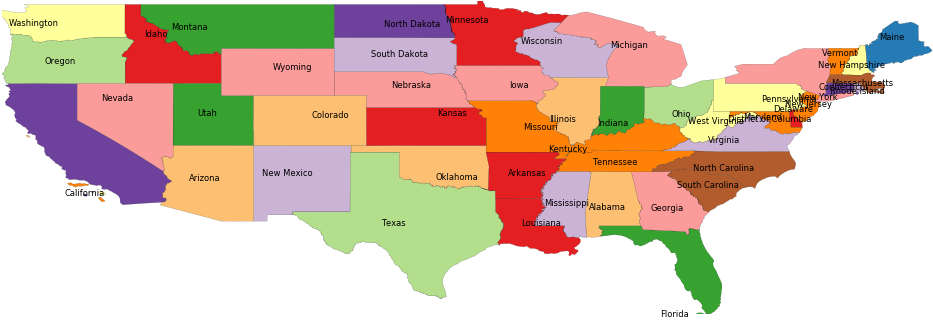 Washington
Idaho
Montana
North Dakota
Minnesota
Oregon
Wyoming
South Dakota
Wisconsin
Michigan
Vermont
Maine
New Hampshire
Massachusetts
Connecticut
Rhode Island
Nevada
Utah
Colorado
Nebraska
Kansas
Iowa
Missouri
Illinois
Indiana
Ohio
Pennsylvania
New York
New Jersey
Delaware
Maryland
District of Columbia
West Virginia
Virginia
Kentucky
Tennessee
North Carolina
South Carolina
California
Arizona
New Mexico
Oklahoma
Texas
Arkansas
Louisiana
Mississippi
Alabama
Georgia
Florida